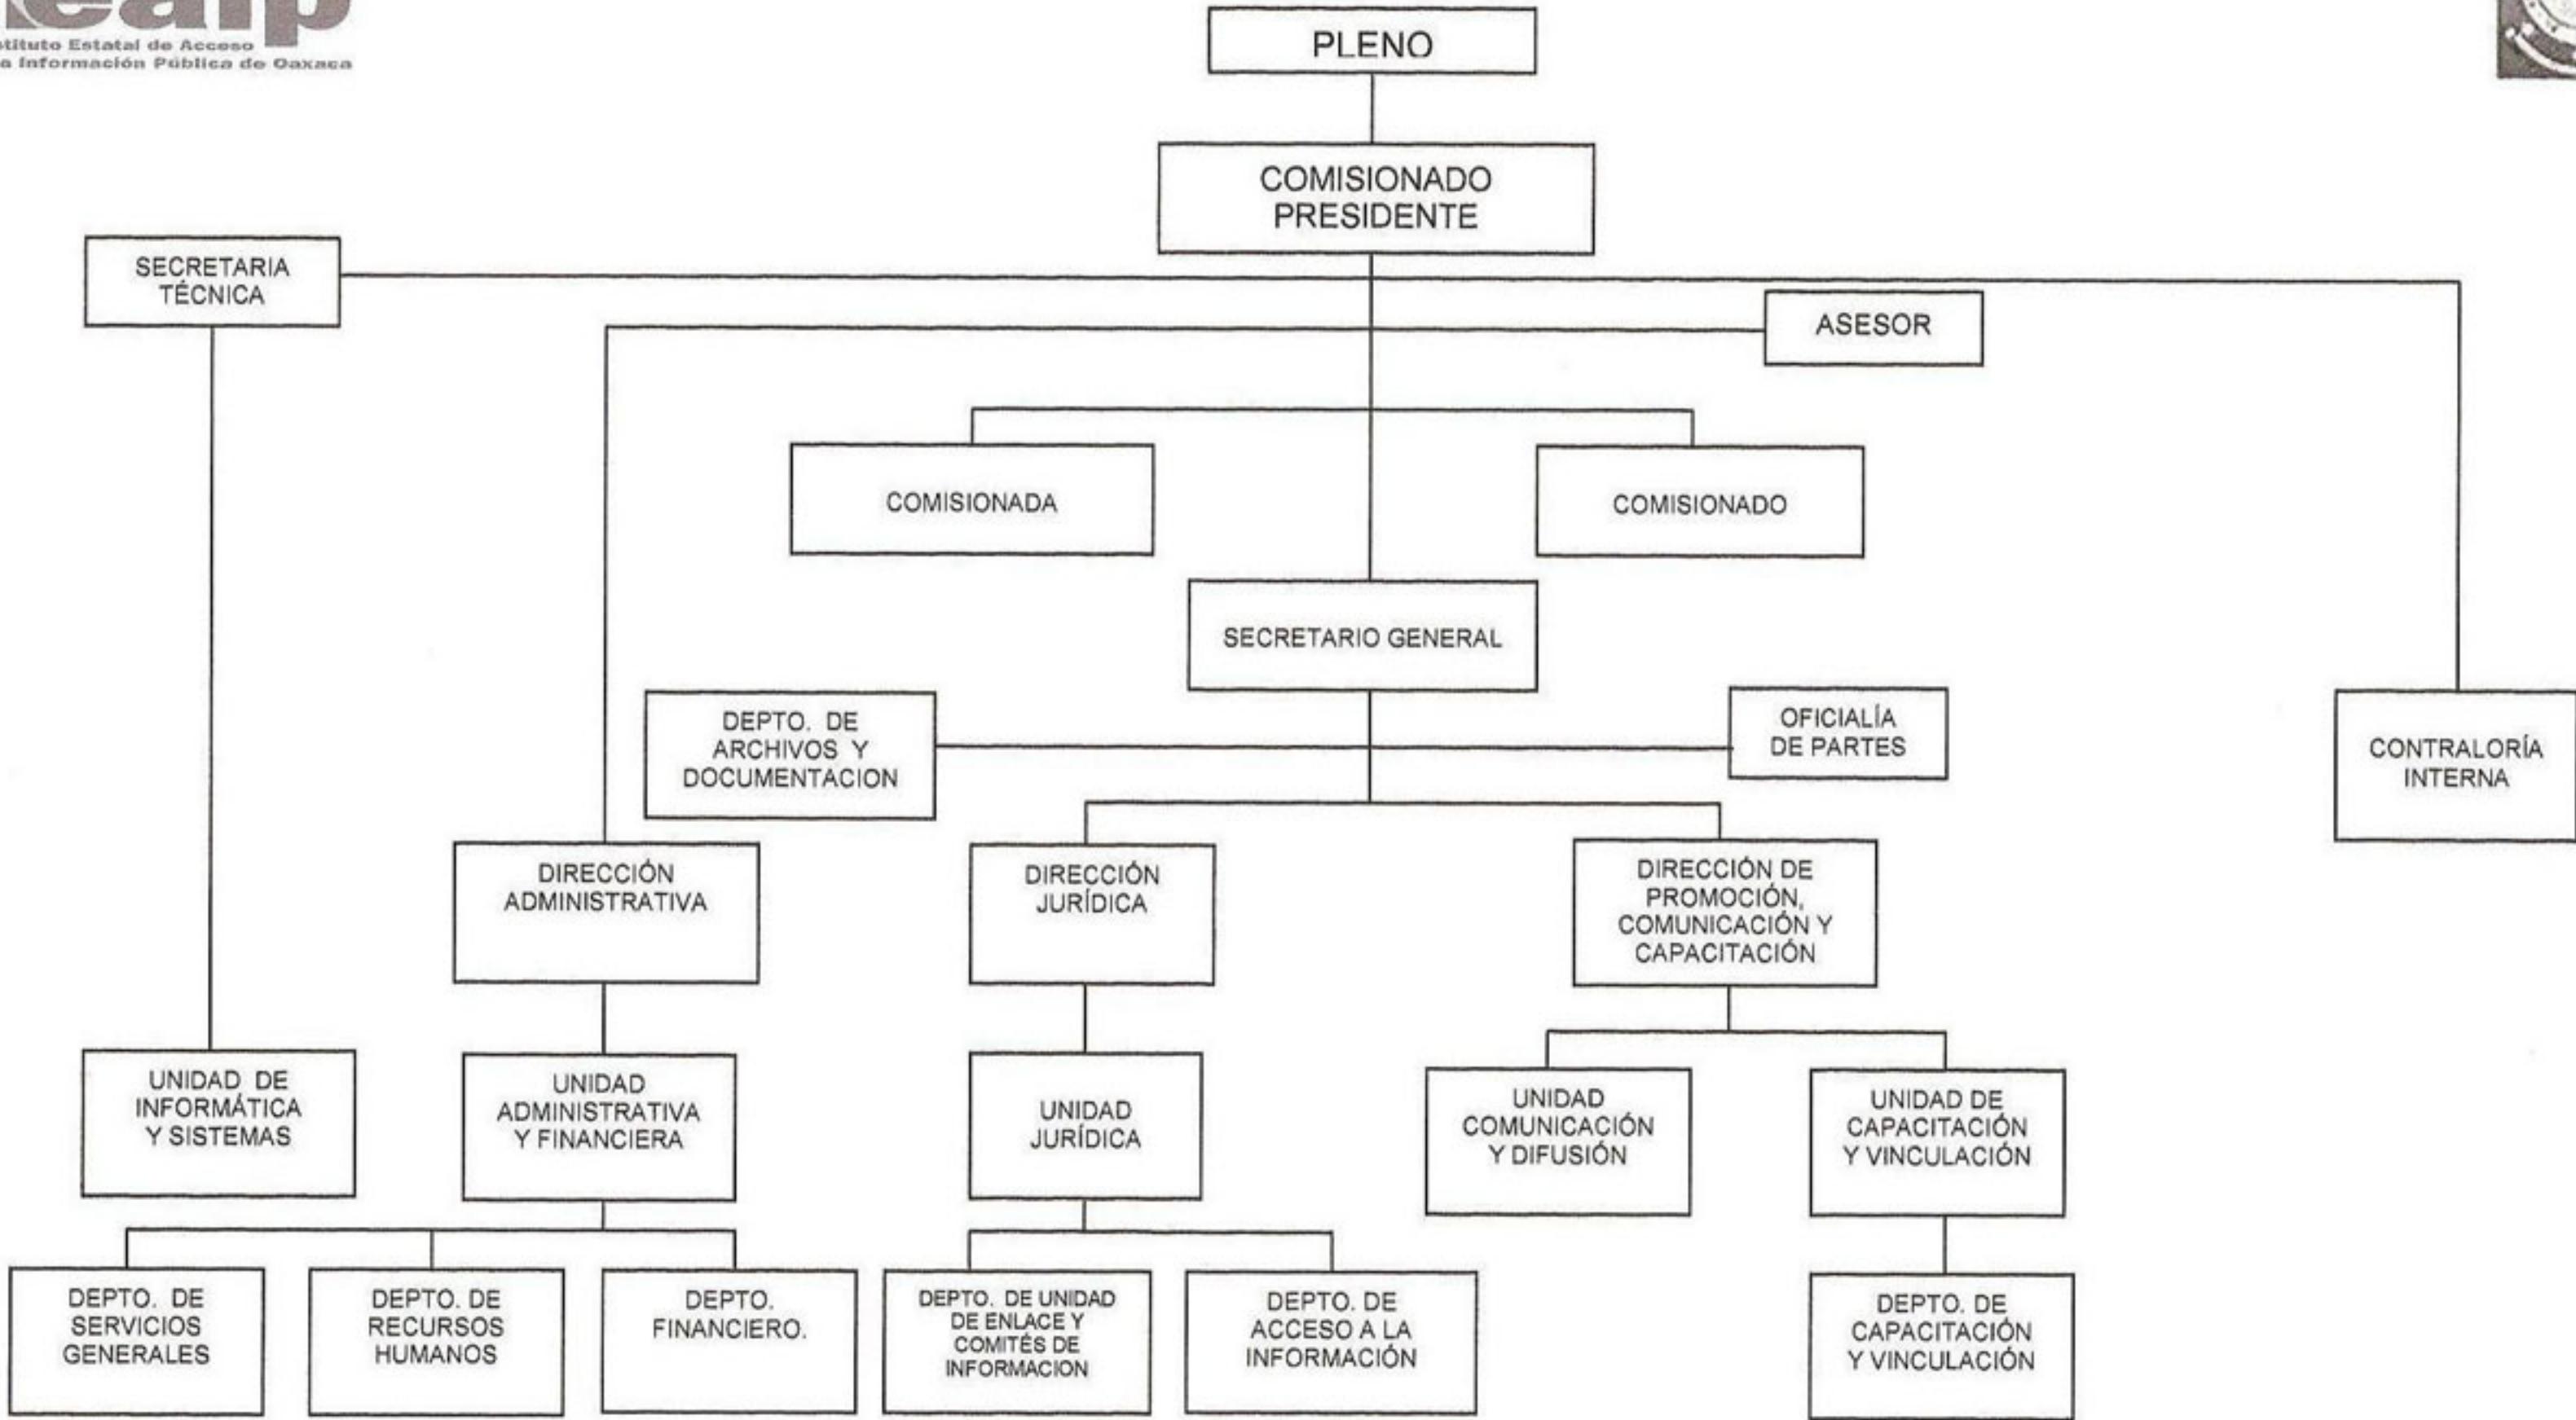 stituto Estatal de Acceso
a Información Pública de Oaxaca
PLENO
COMISIONADO
PRESIDENTE
SECRETARIA
TÉCNICA
ASESOR
COMISIONADA
COMISIONADO
SECRETARIO GENERAL
DEPTO. DE
ARCHIVOS Y
DOCUMENTACION
OFICIALÍA
DE PARTES
CONTRALORÍA
INTERNA
DIRECCIÓN
ADMINISTRATIVA
DIRECCIÓN
JURÍDICA
DIRECCIÓN DE
PROMOCIÓN,
COMUNICACIÓN Y
CAPACITACIÓN
UNIDAD DE
INFORMÁTICA
Y SISTEMAS
UNIDAD
ADMINISTRATIVA
Y FINANCIERA
UNIDAD
JURÍDICA
UNIDAD
COMUNICACIÓN
Y DIFUSIÓN
UNIDAD DE
CAPACITACIÓN
Y VINCULACIÓN
DEPTO. DE
SERVICIOS
GENERALES
DEPTO. DE
RECURSOS
HUMANOS
DEPTO.
FINANCIERO.
DEPTO. DE UNIDAD
DE ENLACE Y
COMITÉS DE
INFORMACION
DEPTO. DE
ACCESO A LA
INFORMACIÓN
DEPTO. DE
CAPACITACIÓN
Y VINCULACIÓN